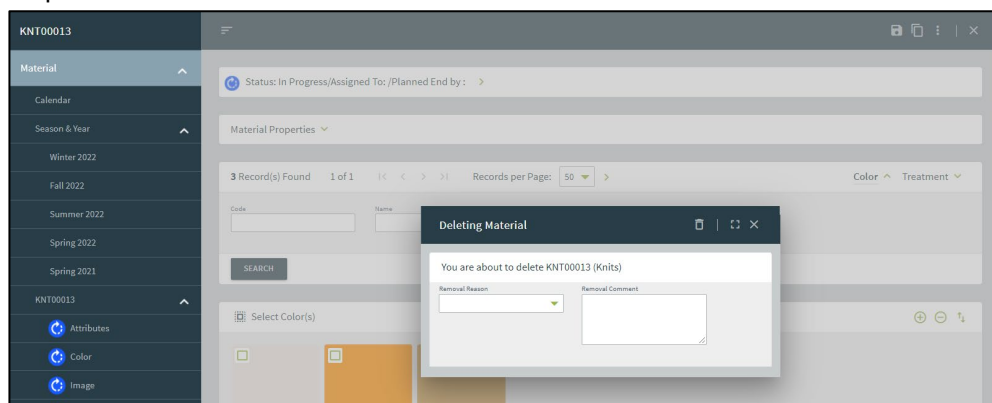 KNT00013
Material
Calendar
Season & Year
Winter 2022
Fall 2022
Summer 2022
Spring 2022
Spring 2021
KNT00013
Attributes
Color
Image
Status: In Progress/Assigned To: /Planned End by :
Material Properties
3 Record(s) Found 1 of 1 Records per Page: 50 Color Treatment
Code Name
SEARCH
Select Color(s)
Deleting Material
You are about to delete KNT00013 (Knits)
Removal Reason Removal Comment